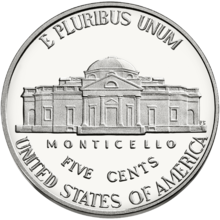 E PLURIBUS UNUM
MONTICELLO
FIVE CENTS
UNITED STATES OF AMERICA